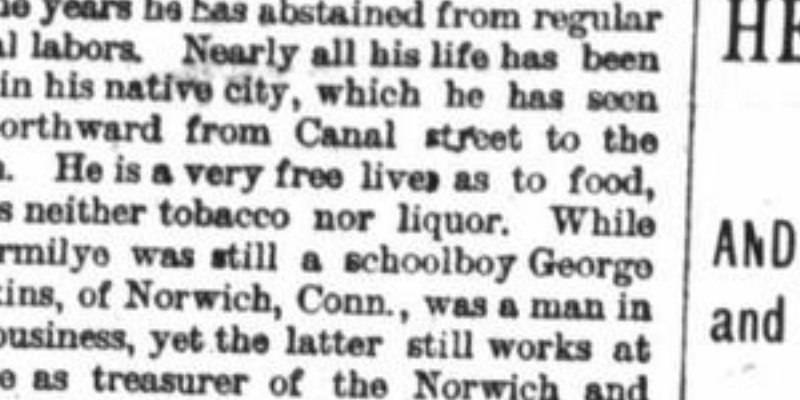 years he has abstained from regular
labors. Nearly all his life has been
in his native city, which he has seen
orthward from Canal street to the
. He is a very free liver as to food,
s neither tobacco nor liquor. While
rmilye was still a schoolboy George
ins, of Norwich, Conn., was a man in
business, yet the latter still works at
e as treasurer of the Norwich and
HE
AND
and